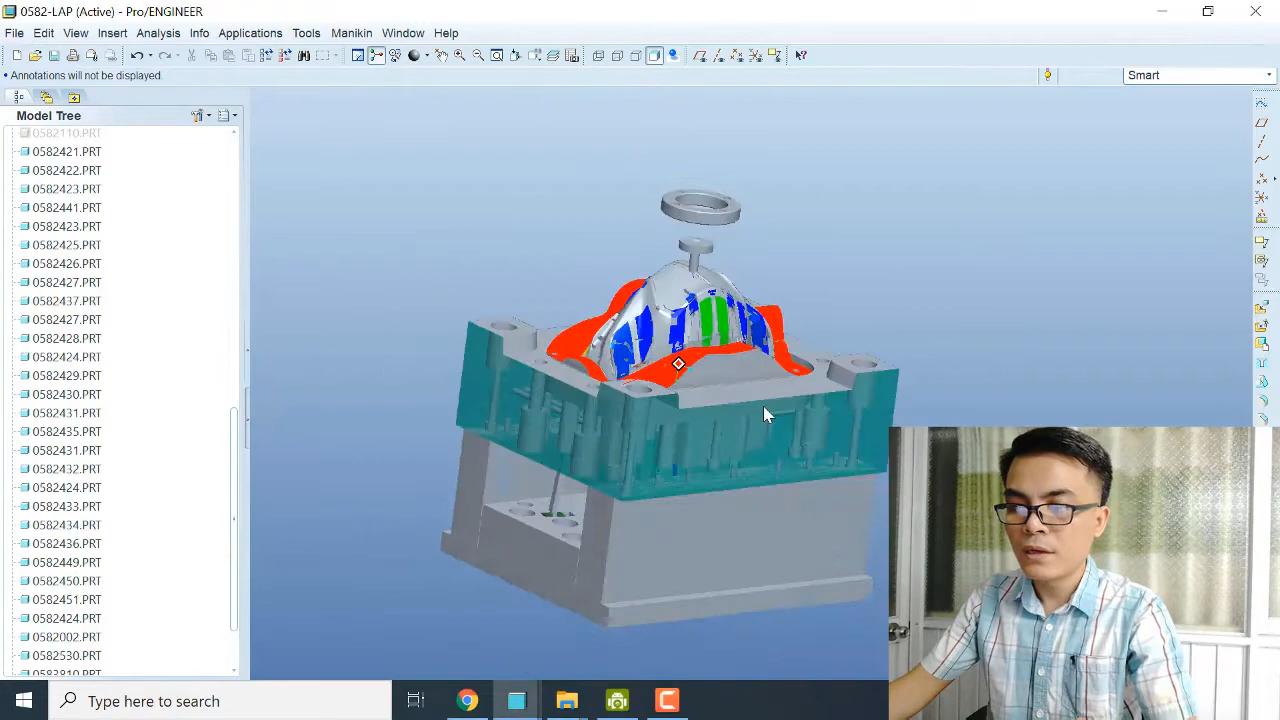 0582-LAP (Active) - Pro/ENGINEER
File Edit View Insert Analysis Info Applications Tools Manikin Window Help
Annotations will not be displayed.
Smart
Model Tree
0582110.PRT
0582421.PRT
0582422.PRT
0582423.PRT
0582441.PRT
0582423.PRT
0582425.PRT
0582426.PRT
0582427.PRT
0582437.PRT
0582427.PRT
0582428.PRT
0582424.PRT
0582429.PRT
0582430.PRT
0582431.PRT
0582435.PRT
0582431.PRT
0582432.PRT
0582424.PRT
0582433.PRT
0582434.PRT
0582436.PRT
0582449.PRT
0582450.PRT
0582451.PRT
0582424.PRT
0582002.PRT
0582530.PRT
0583810.PRT
Type here to search